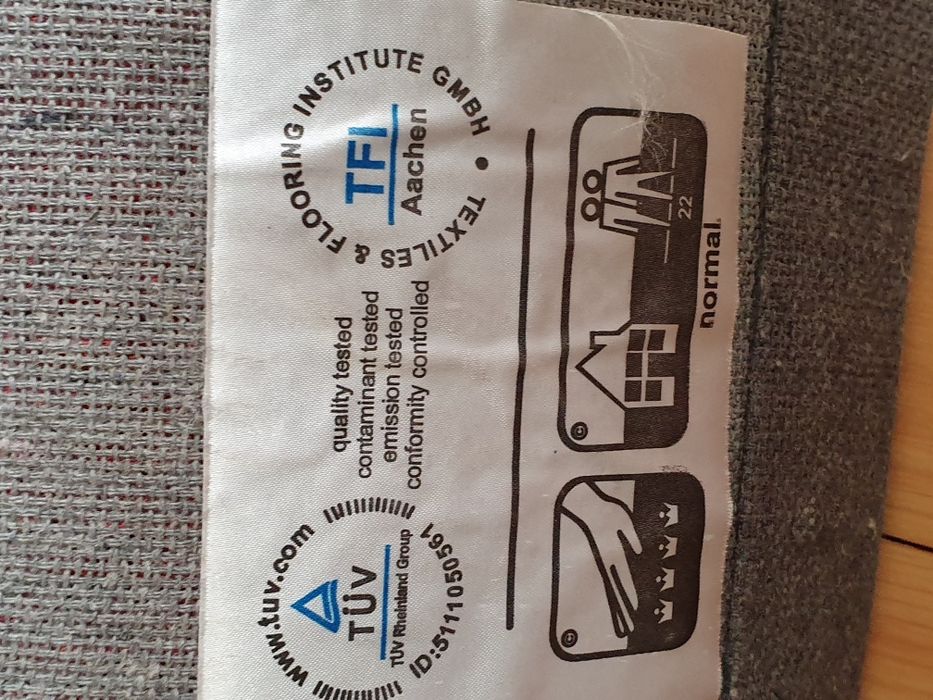 www.tuv.com
TÜV
TÜV Rheinland Group
ID:5111050561
quality tested
contaminant tested
emission tested
conformity controlled
TEXTILES & FLOORING INSTITUTE GMBH •
TFI
Aachen
©
©
22
normal